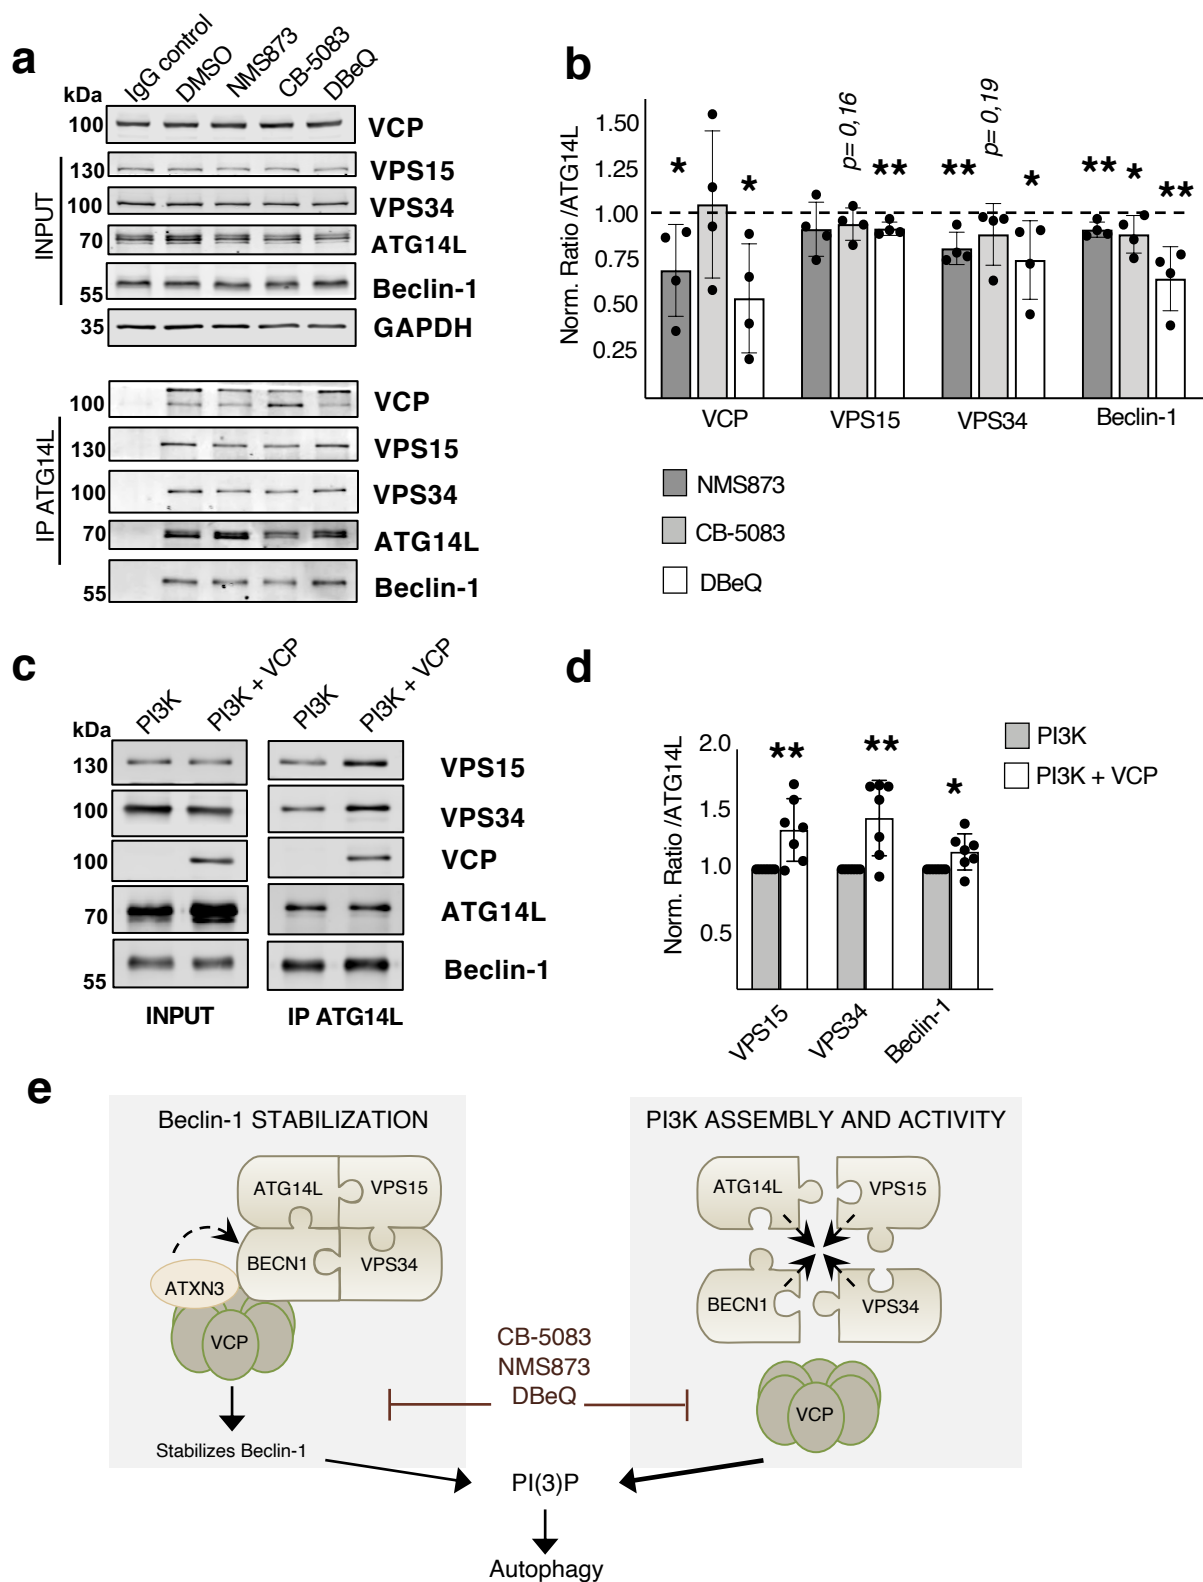 a
kDa
IgG control
DMSO
NMS873
CB-5083
DBeQ
100
VCP
INPUT
130
VPS15
100
VPS34
70
ATG14L
55
Beclin-1
35
GAPDH
IP ATG14L
100
VCP
130
VPS15
100
VPS34
70
ATG14L
55
Beclin-1
b
Norm. Ratio /ATG14L
1.50
1.25
1.00
0.75
0.50
0.25
*
*
p= 0,16
**
**
p= 0,19
*
**
*
**
VCP
VPS15
VPS34
Beclin-1
NMS873
CB-5083
DBeQ
c
kDa
PI3K
PI3K + VCP
PI3K
PI3K + VCP
130
VPS15
100
VPS34
100
VCP
70
ATG14L
55
Beclin-1
INPUT
IP ATG14L
d
Norm. Ratio /ATG14L
2.0
1.5
1.0
0.5
**
**
*
VPS15
VPS34
Beclin-1
PI3K
PI3K + VCP
e
Beclin-1 STABILIZATION
ATG14L
VPS15
BECN1
VPS34
ATXN3
VCP
Stabilizes Beclin-1
CB-5083
NMS873
DBeQ
PI3K ASSEMBLY AND ACTIVITY
ATG14L
VPS15
BECN1
VPS34
VCP
PI(3)P
Autophagy